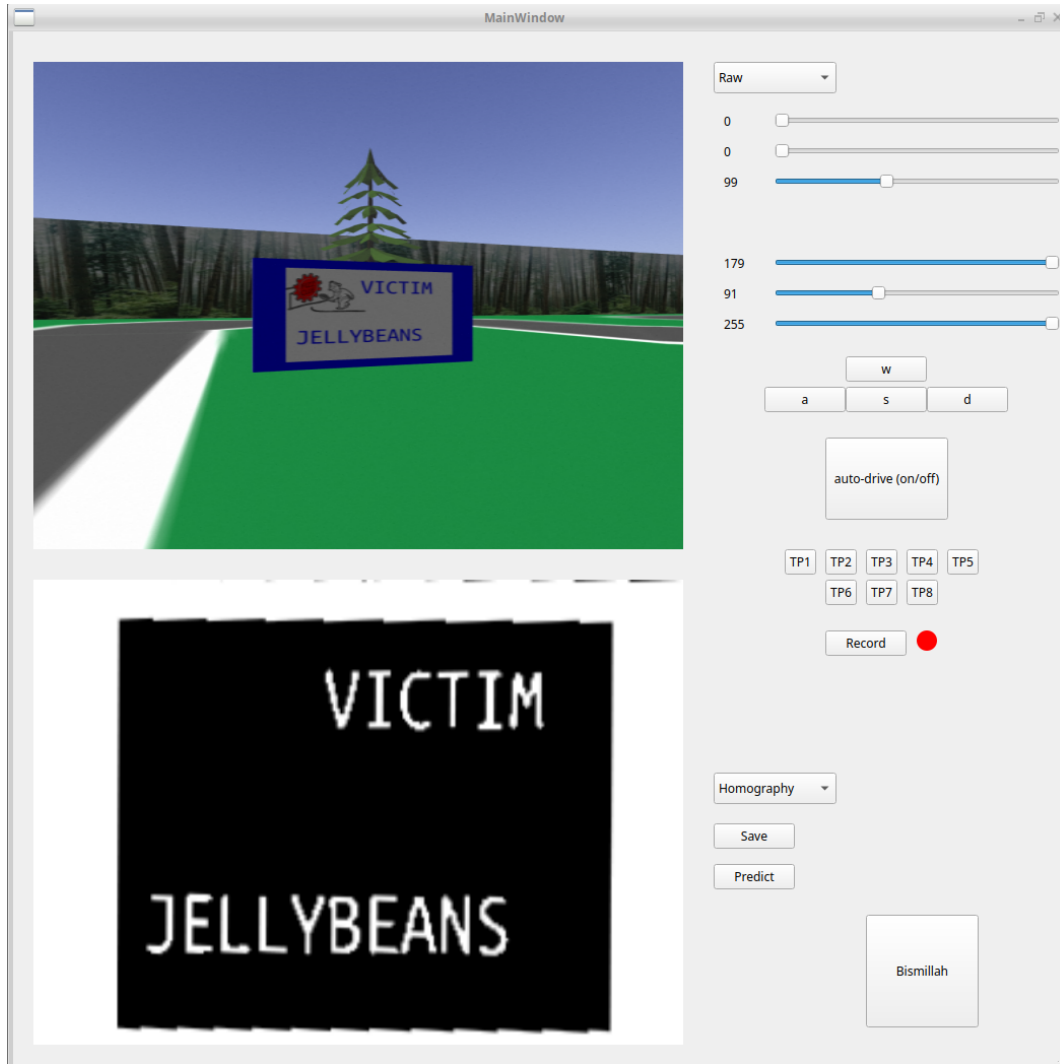 MainWindow
VICTIM
JELLYBEANS
Raw
0
0
99
179
91
255
w
a s d
auto-drive (on/off)
TP1 TP2 TP3 TP4 TP5
TP6 TP7 TP8
Record
VICTIM
JELLYBEANS
Homography
Save
Predict
Bismillah